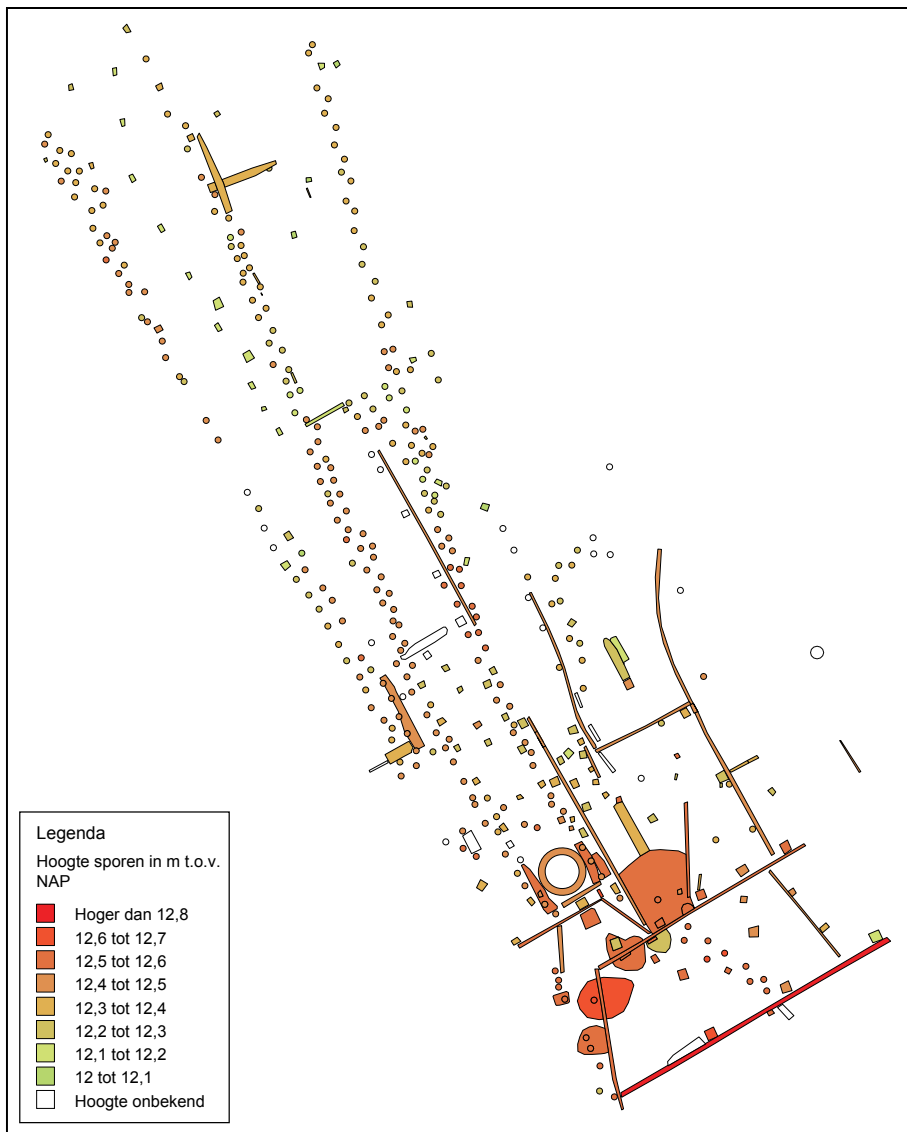 Legenda
Hoogte sporen in m t.o.v.
NAP
Hoger dan 12,8
12,6 tot 12,7
12,5 tot 12,6
12,4 tot 12,5
12,3 tot 12,4
12,2 tot 12,3
12,1 tot 12,2
12 tot 12,1
Hoogte onbekend